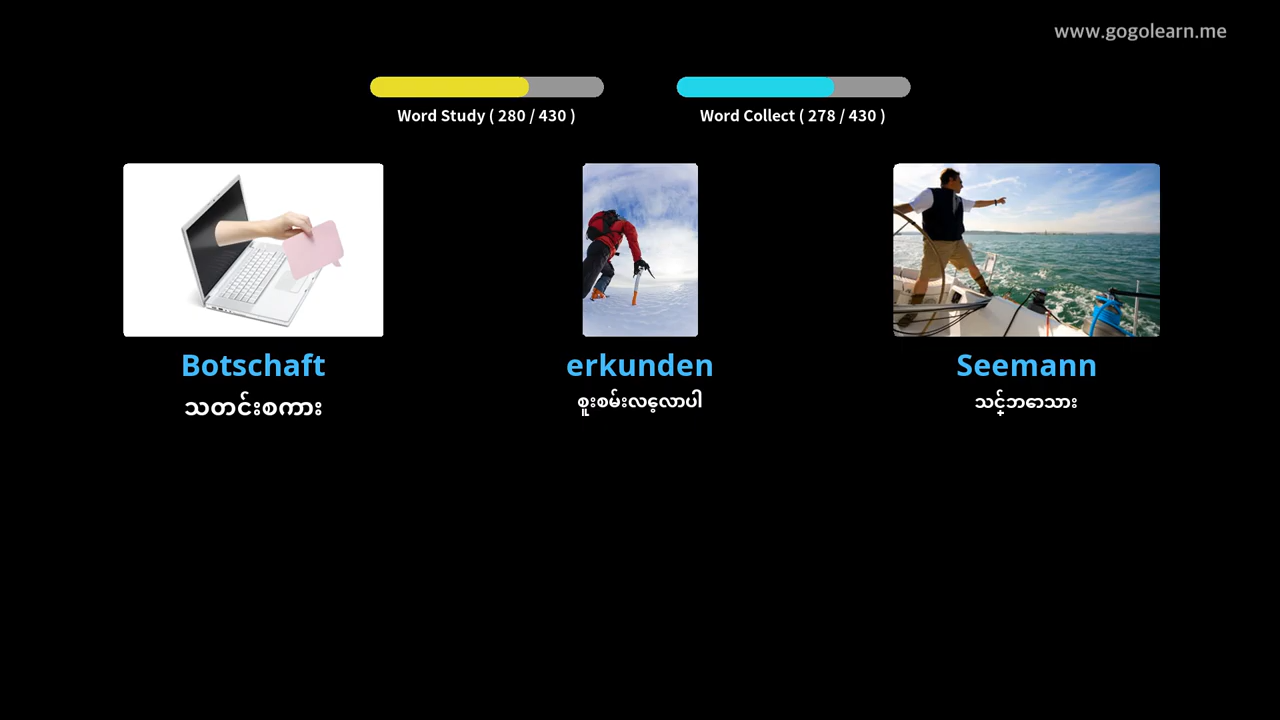 www.gogolearn.me
Word Study ( 280 / 430 )
Word Collect ( 278 / 430 )
Botschaft
သတင်းစကား
erkunden
စူးစမ်းလေ့လာပါ
Seemann
သင်္ဘောသား